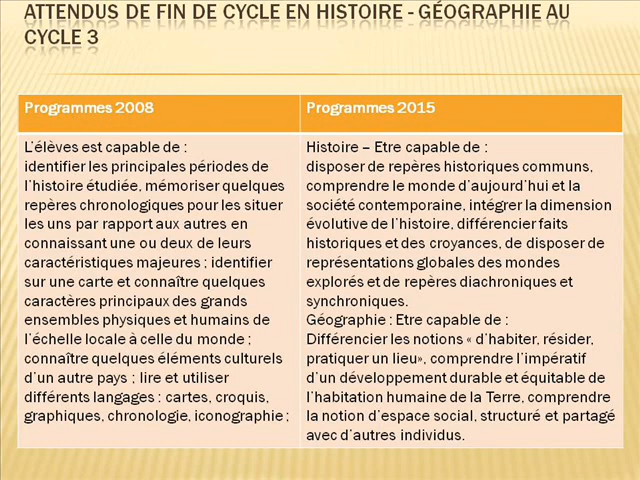 ATTENDUS DE FIN DE CYCLE EN HISTOIRE - GÉOGRAPHIE AU
CYCLE 3
Programmes 2008
L'élèves est capable de :
identifier les principales périodes de
l'histoire étudiée, mémoriser quelques
repères chronologiques pour les situer
les uns par rapport aux autres en
connaissant une ou deux de leurs
caractéristiques majeures ; identifier
sur une carte et connaître quelques
caractères principaux des grands
ensembles physiques et humains de
l'échelle locale à celle du monde ;
connaître quelques éléments culturels
d'un autre pays ; lire et utiliser
différents langages : cartes, croquis,
graphiques, chronologie, iconographie ;
Programmes 2015
Histoire – Etre capable de :
disposer de repères historiques communs,
comprendre le monde d'aujourd'hui et la
société contemporaine, intégrer la dimension
évolutive de l'histoire, différencier faits
historiques et des croyances, de disposer de
représentations globales des mondes
explorés et de repères diachroniques et
synchroniques.
Géographie : Etre capable de :
Différencier les notions « d'habiter, résider,
pratiquer un lieu», comprendre l'impératif
d'un développement durable et équitable de
l'habitation humaine de la Terre, comprendre
la notion d'espace social, structuré et partagé
avec d'autres individus.